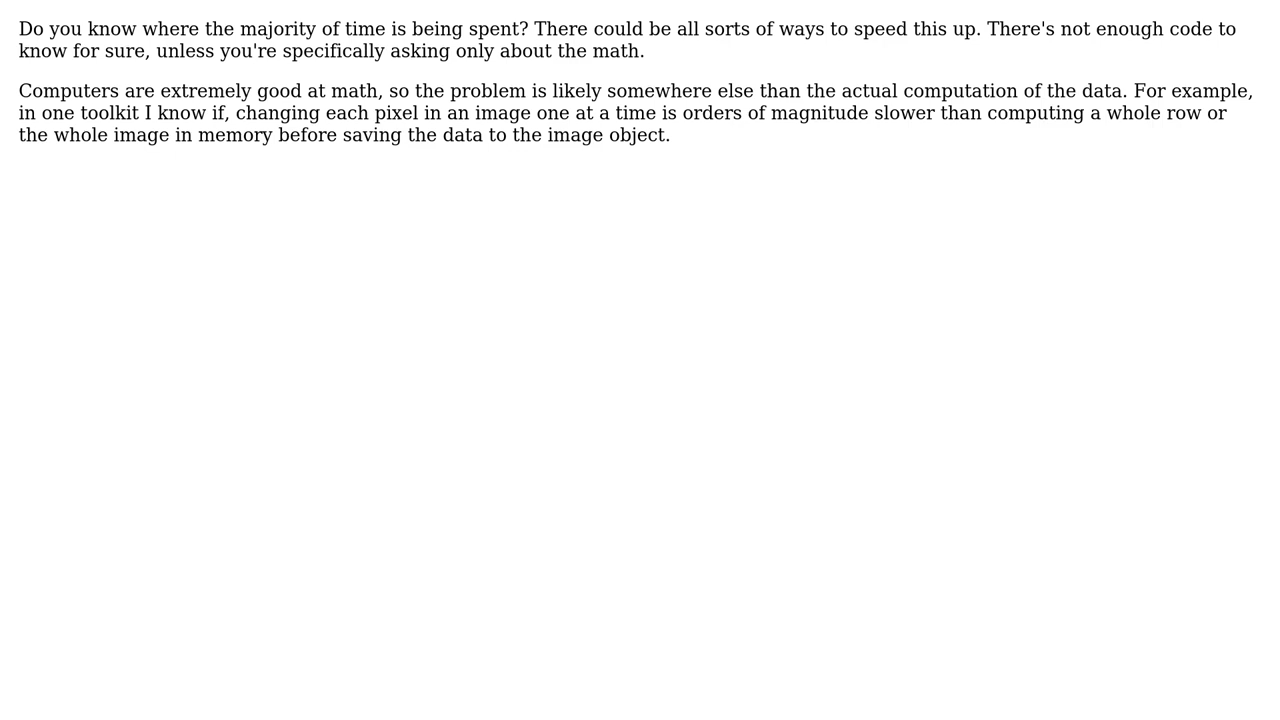 Do you know where the majority of time is being spent? There could be all sorts of ways to speed this up. There's not enough code to
know for sure, unless you're specifically asking only about the math.
Computers are extremely good at math, so the problem is likely somewhere else than the actual computation of the data. For example,
in one toolkit I know if, changing each pixel in an image one at a time is orders of magnitude slower than computing a whole row or
the whole image in memory before saving the data to the image object.